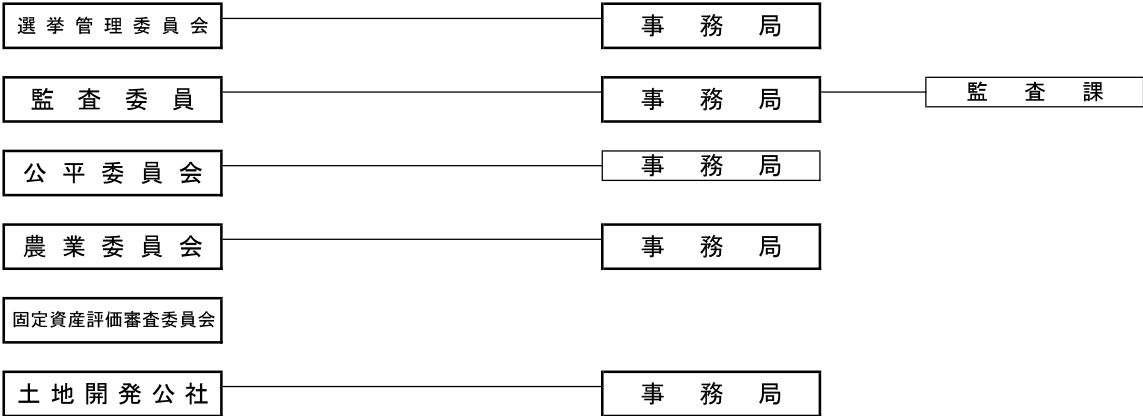 選挙管理委員会 事務局
監査委員 事務局 監査課
公平委員会 事務局
農業委員会 事務局
固定資産評価審査委員会
土地開発公社 事務局